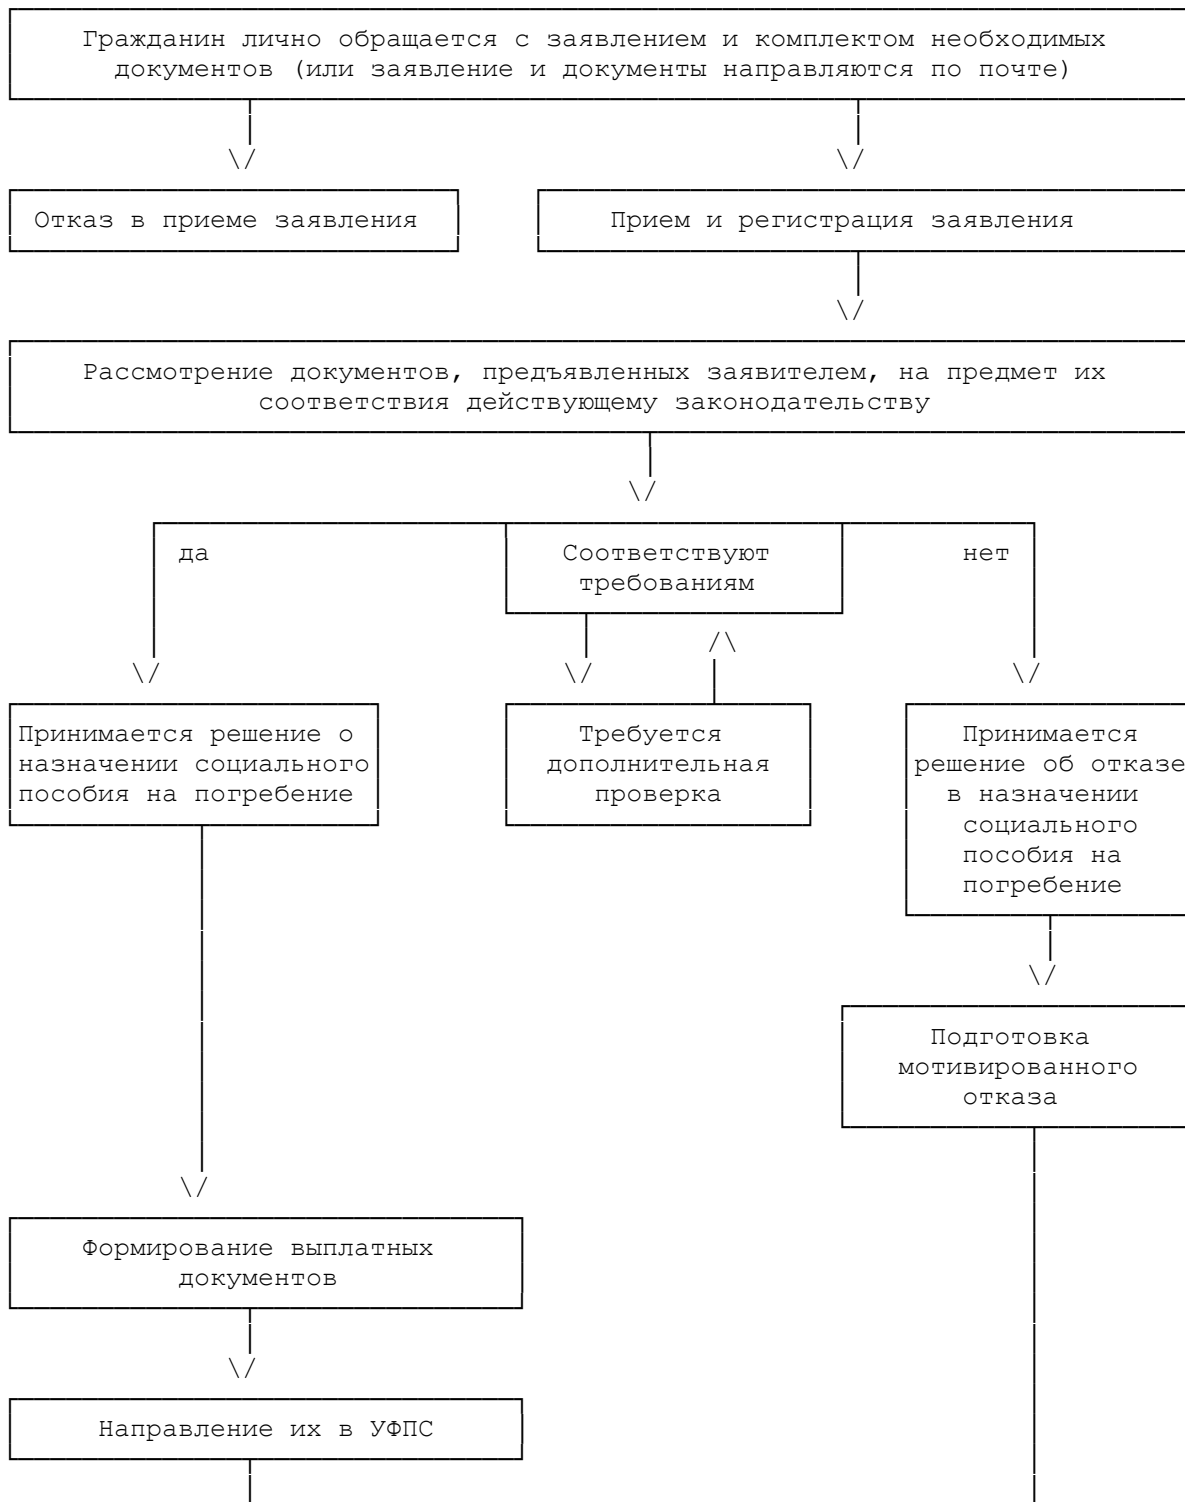 Гражданин лично обращается с заявлением и комплектом необходимых
документов (или заявление и документы направляются по почте)
Отказ в приеме заявления
Прием и регистрация заявления
Рассмотрение документов, предъявленных заявителем, на предмет их
соответствия действующему законодательству
да
Соответствуют
требованиям
нет
Принимается решение о
назначении социального
пособия на погребение
Требуется
дополнительная
проверка
Принимается
решение об отказе
в назначении
социального
пособия на
погребение
Подготовка
мотивированного
отказа
Формирование выплатных
документов
Направление их в УФПС